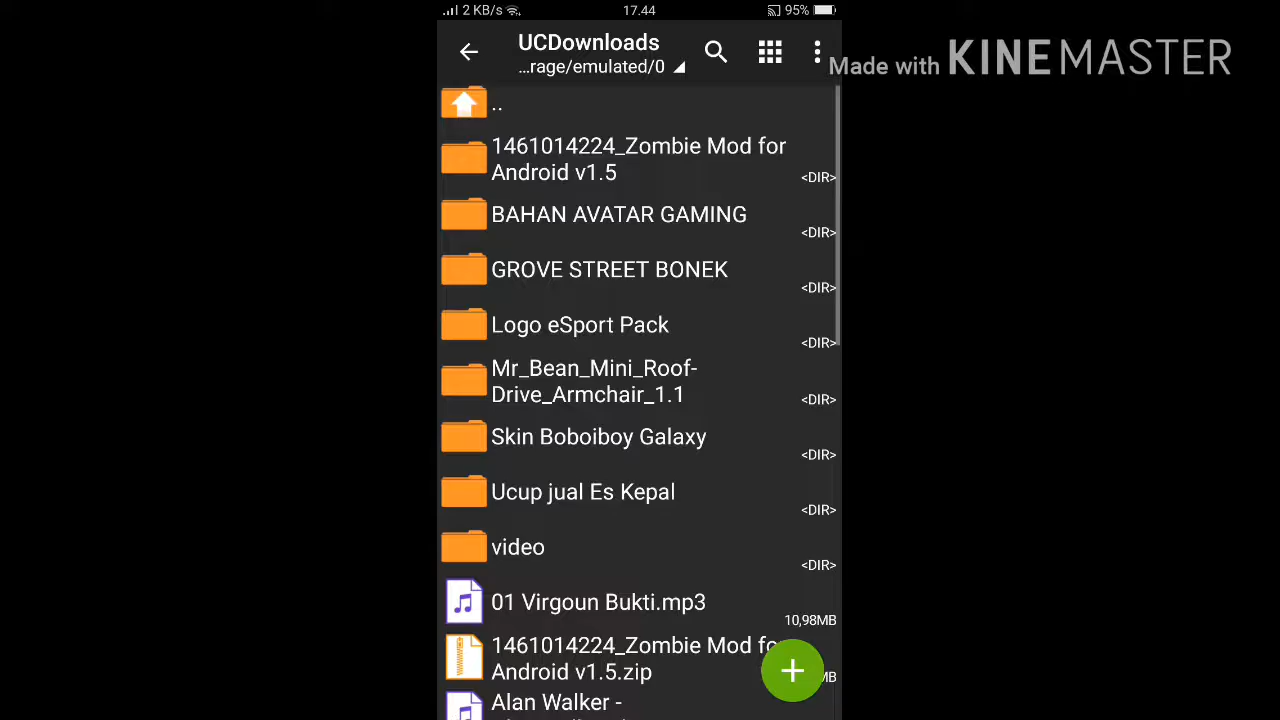 2 KB/s
17.44
95%
UCDownloads
...rage/emulated/0
Made with KINEMASTER
..
1461014224_Zombie Mod for
Android v1.5
<DIR>
BAHAN AVATAR GAMING
<DIR>
GROVE STREET BONEK
<DIR>
Logo eSport Pack
<DIR>
Mr_Bean_Mini_Roof-
Drive_Armchair_1.1
<DIR>
Skin Boboiboy Galaxy
<DIR>
Ucup jual Es Kepal
<DIR>
video
<DIR>
01 Virgoun Bukti.mp3
10,98MB
1461014224_Zombie Mod for
Android v1.5.zip
MB
Alan Walker -